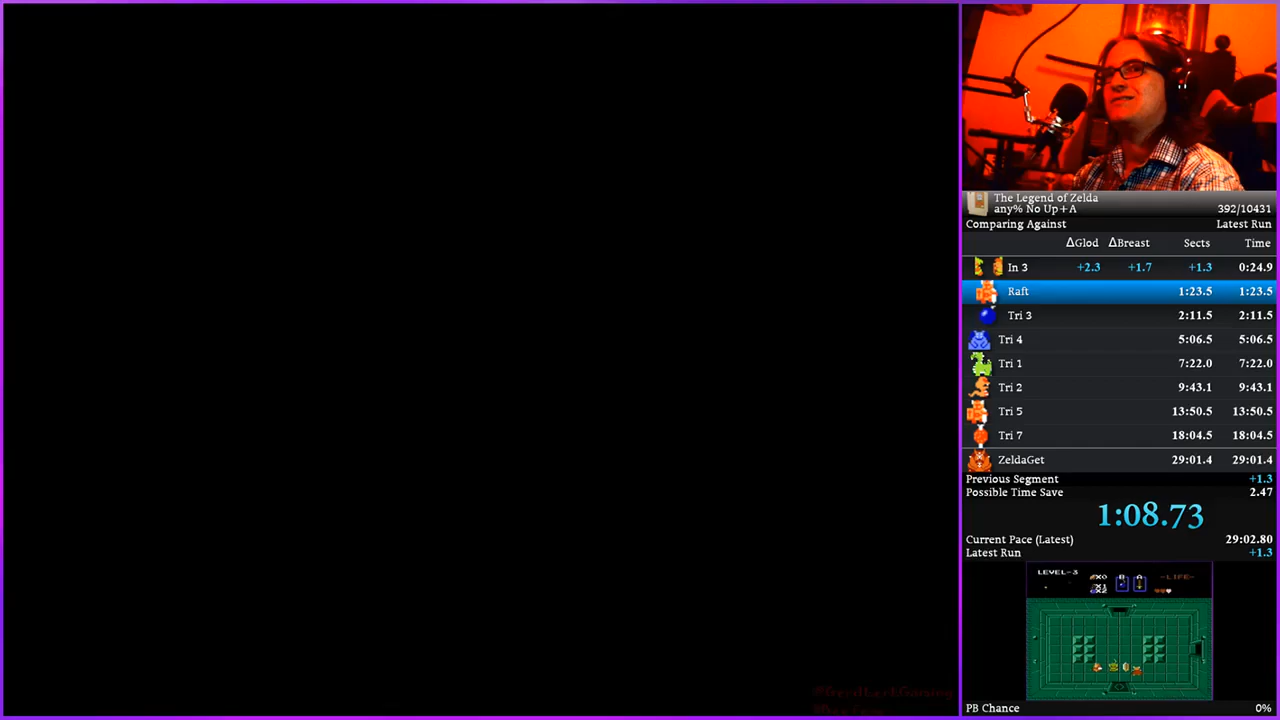 The Legend of Zelda
any% No Up+A 392/10431
Comparing Against Latest Run
ΔGlod ΔBreast Sects Time
In 3 +2.3 +1.7 +1.3 0:24.9
Raft 1:23.5 1:23.5
Tri 3 2:11.5 2:11.5
Tri 4 5:06.5 5:06.5
Tri 1 7:22.0 7:22.0
Tri 2 9:43.1 9:43.1
Tri 5 13:50.5 13:50.5
Tri 7 18:04.5 18:04.5
ZeldaGet 29:01.4 29:01.4
Previous Segment +1.3
Possible Time Save 2.47
1:08.73
Current Pace (Latest) 29:02.80
Latest Run +1.3
LEVEL-3 X0 B A -LIFE-
X1
X2
PB Chance 0%